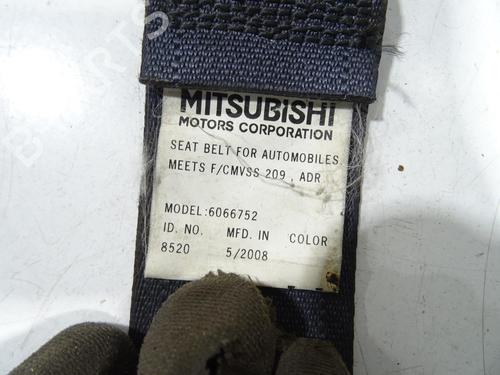 MITSUBISHI
MOTORS CORPORATION
SEAT BELT FOR AUTOMOBILES
MEETS F/CMVSS 209 , ADR
MODEL:6066752
ID. NO. MFD. IN COLOR
8520 5/2008